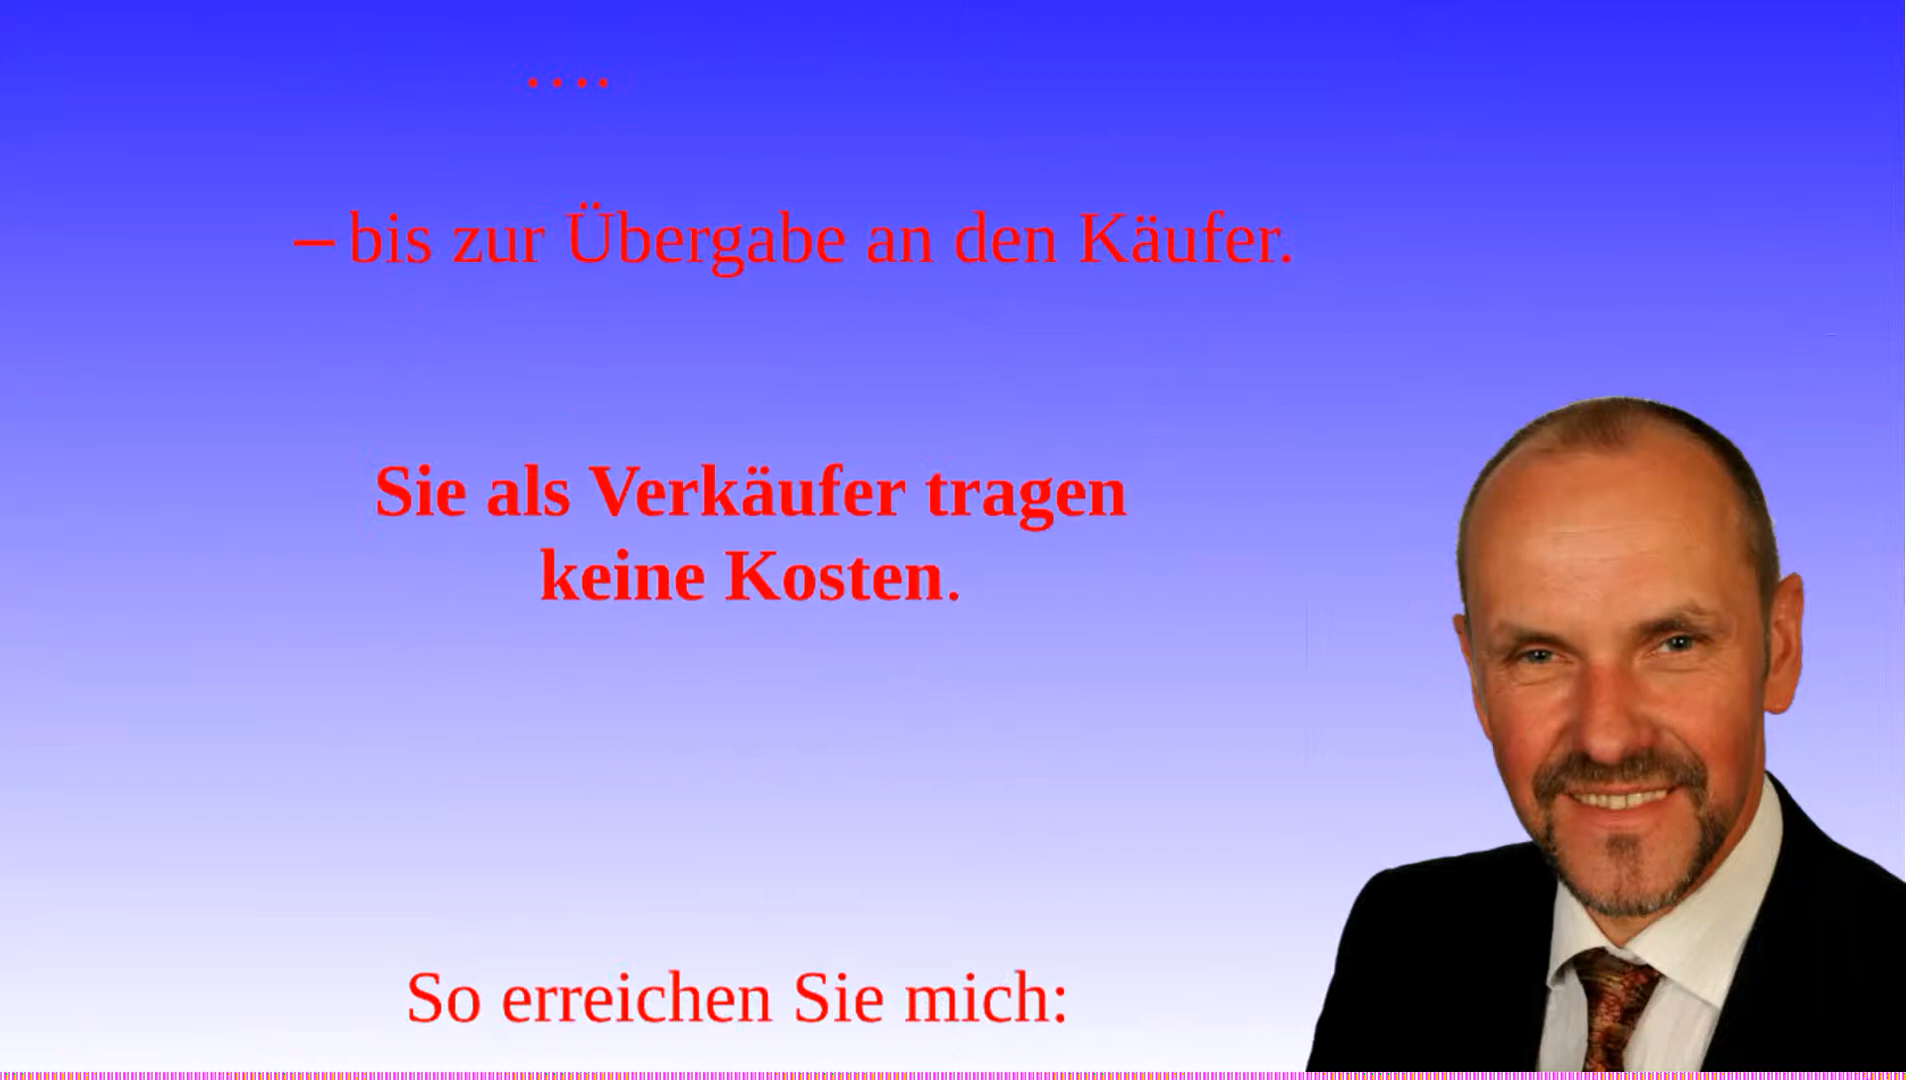 ....
– bis zur Übergabe an den Käufer.
Sie als Verkäufer tragen
keine Kosten.
So erreichen Sie mich: